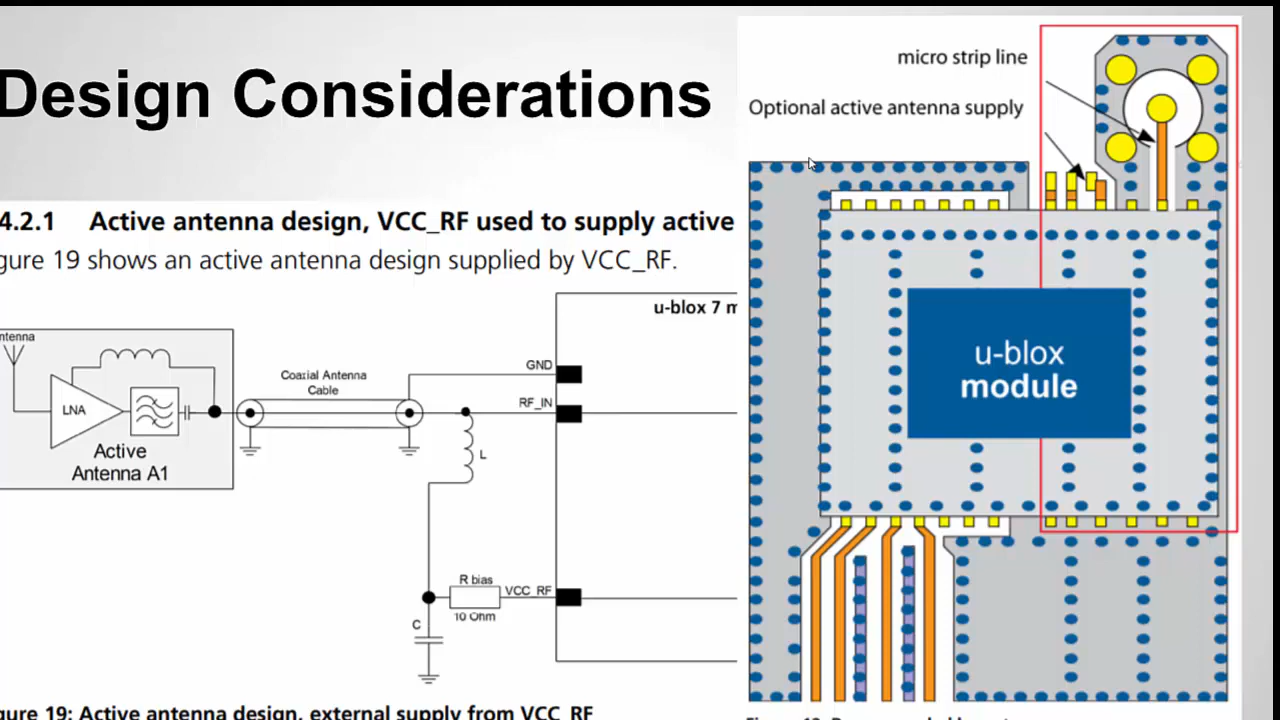 Design Considerations
4.2.1 Active antenna design, VCC_RF used to supply active
gure 19 shows an active antenna design supplied by VCC_RF.
ntenna
LNA
Active
Antenna A1
Coaxial Antenna
Cable
u-blox 7 m
GND
RF_IN
L
R bias
VCC_RF
10 Ohm
C
gure 19: Active antenna design, external supply from VCC_RF
micro strip line
Optional active antenna supply
u-blox
module